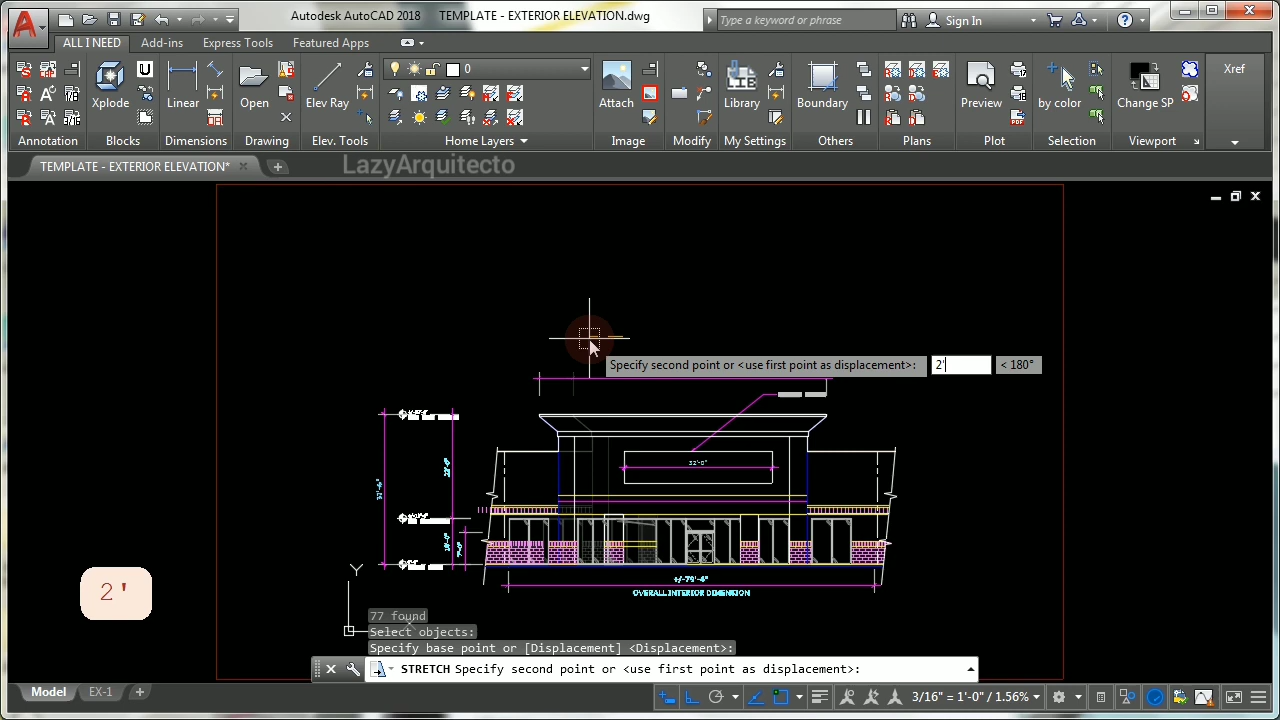 Autodesk AutoCAD 2018 TEMPLATE - EXTERIOR ELEVATION.dwg
Type a keyword or phrase
Sign In
ALL I NEED Add-ins Express Tools Featured Apps
0
Xplode Linear Open Elev Ray Attach Library Boundary Preview by color Change SP Xref
Annotation Blocks Dimensions Drawing Elev. Tools Home Layers Image Modify My Settings Others Plans Plot Selection Viewport
TEMPLATE - EXTERIOR ELEVATION*
LazyArquitecto
Specify second point or <use first point as displacement>: 2' < 180°
32'-0"
+/-79'-4"
OVERALL INTERIOR DIMENSION
Y
2'
77 found
Select objects:
Specify base point or [Displacement] <Displacement>:
STRETCH Specify second point or <use first point as displacement>:
Model EX-1
3/16" = 1'-0" / 1.56%